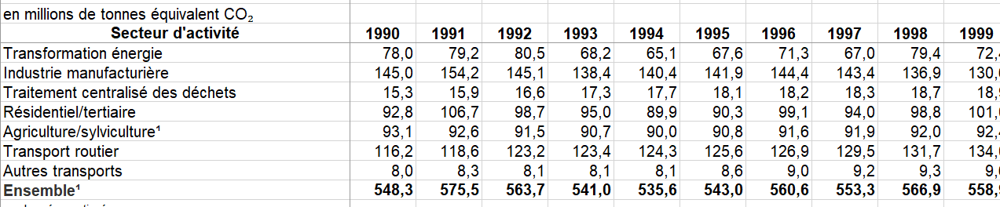 en millions de tonnes équivalent CO₂
Secteur d'activité 1990 1991 1992 1993 1994 1995 1996 1997 1998 1999
Transformation énergie 78,0 79,2 80,5 68,2 65,1 67,6 71,3 67,0 79,4 72,
Industrie manufacturière 145,0 154,2 145,1 138,4 140,4 141,9 144,4 143,4 136,9 130,
Traitement centralisé des déchets 15,3 15,9 16,6 17,3 17,7 18,1 18,2 18,3 18,7 18,
Résidentiel/tertiaire 92,8 106,7 98,7 95,0 89,9 90,3 99,1 94,0 98,8 101,
Agriculture/sylviculture¹ 93,1 92,6 91,5 90,7 90,0 90,8 91,6 91,9 92,0 92,
Transport routier 116,2 118,6 123,2 123,4 124,3 125,6 126,9 129,5 131,7 134,
Autres transports 8,0 8,3 8,1 8,1 8,1 8,6 9,0 9,2 9,3 9,
Ensemble¹ 548,3 575,5 563,7 541,0 535,6 543,0 560,6 553,3 566,9 558,